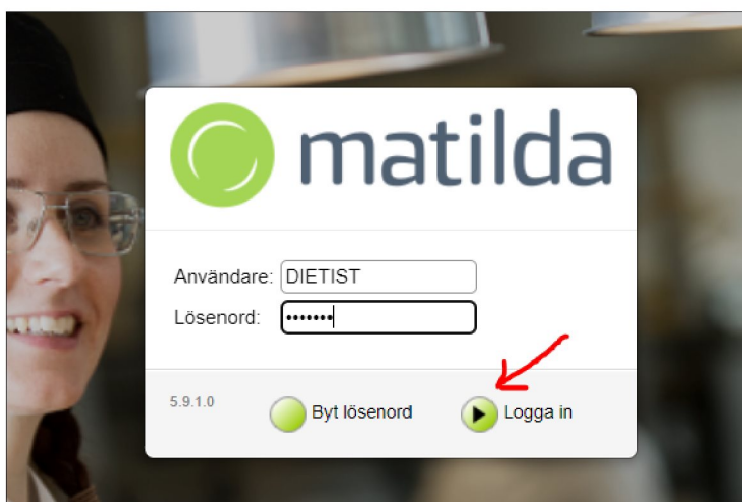 matilda
Användare: DIETIST
Lösenord: •••••••
5.9.1.0 Byt lösenord Logga in